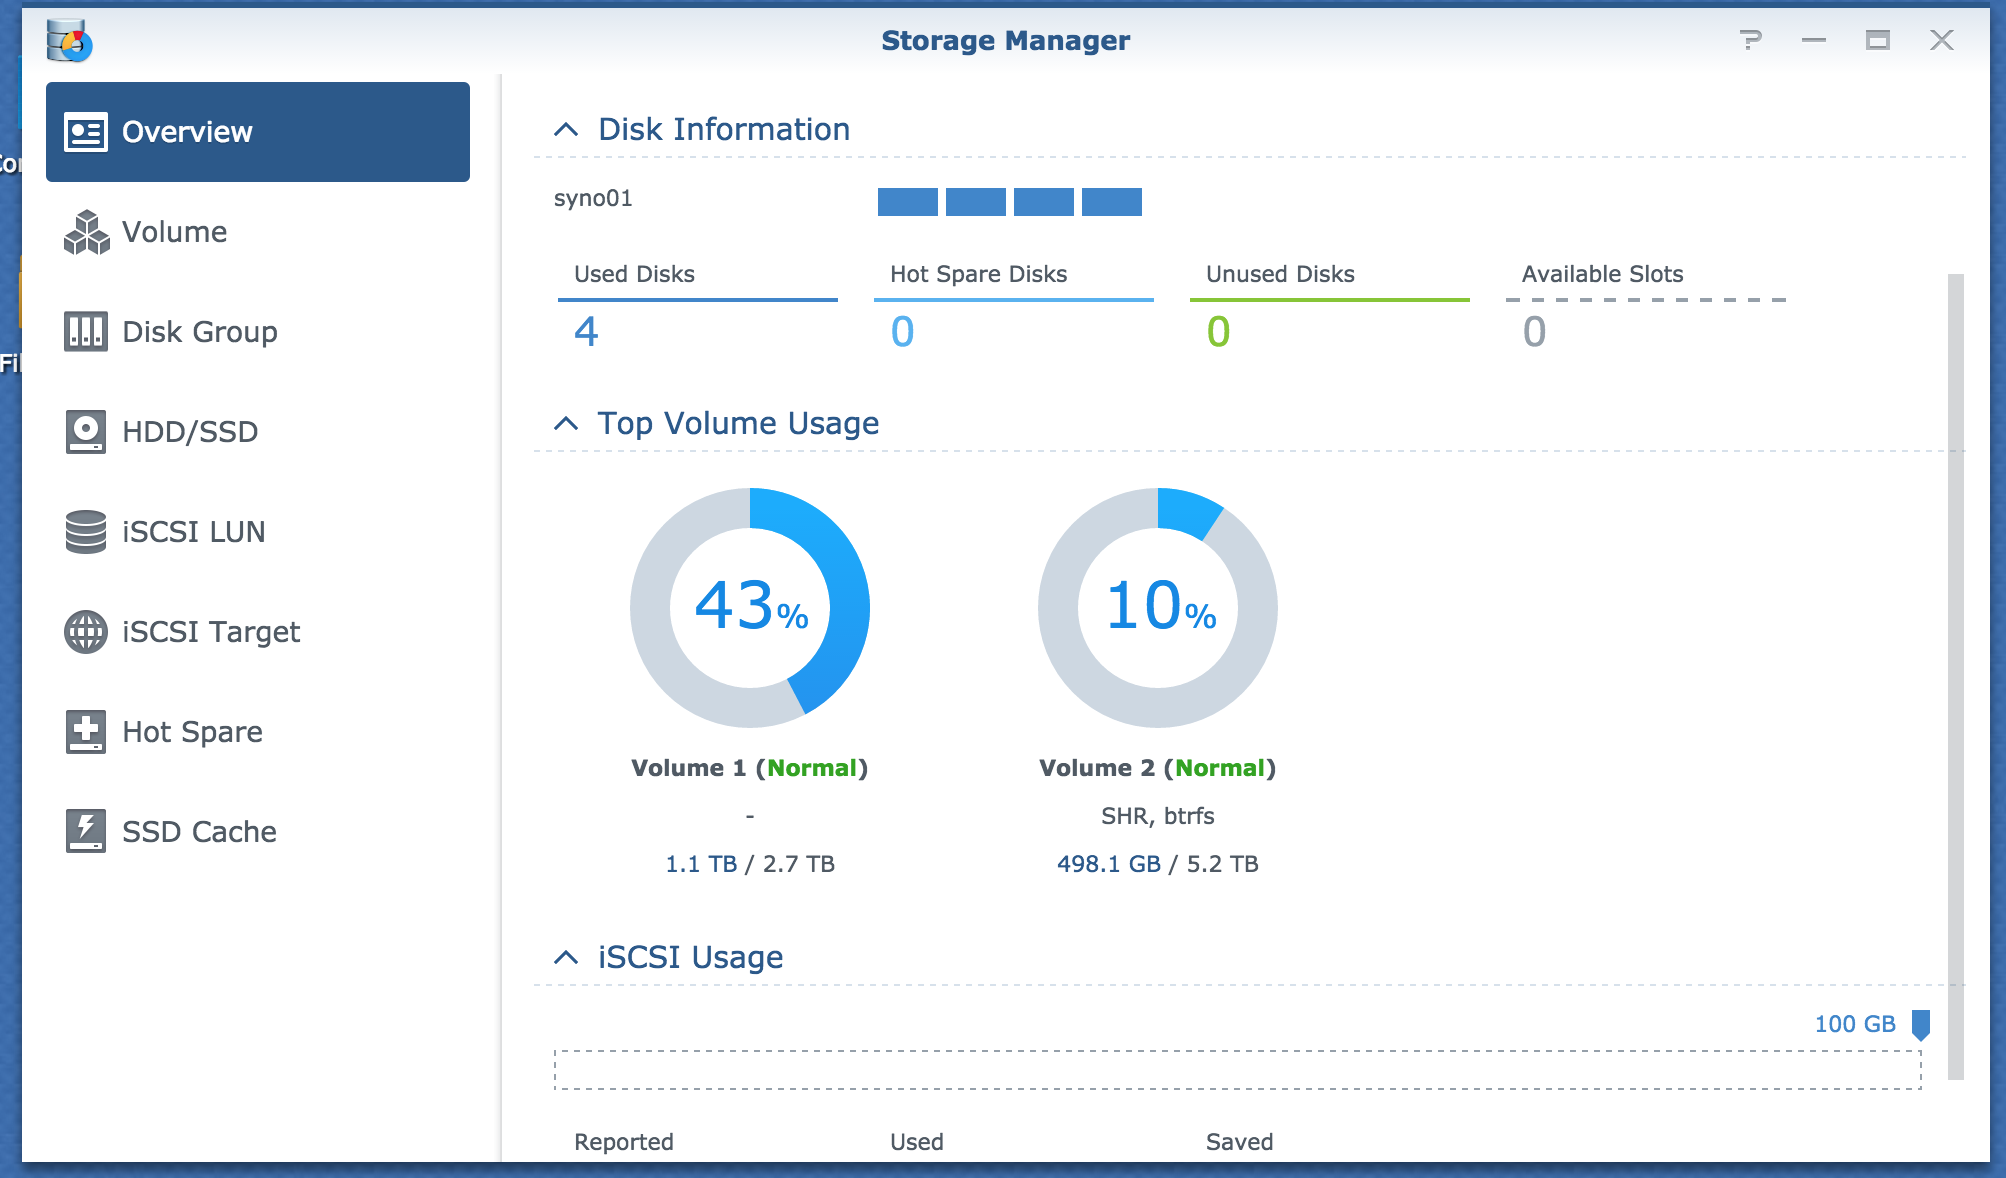 Storage Manager
Overview
Volume
Disk Group
HDD/SSD
iSCSI LUN
iSCSI Target
Hot Spare
SSD Cache
Disk Information
syno01
Used Disks Hot Spare Disks Unused Disks Available Slots
4 0 0 0
Top Volume Usage
43% 10%
Volume 1 (Normal) Volume 2 (Normal)
- SHR, btrfs
1.1 TB / 2.7 TB 498.1 GB / 5.2 TB
iSCSI Usage
100 GB
Reported Used Saved